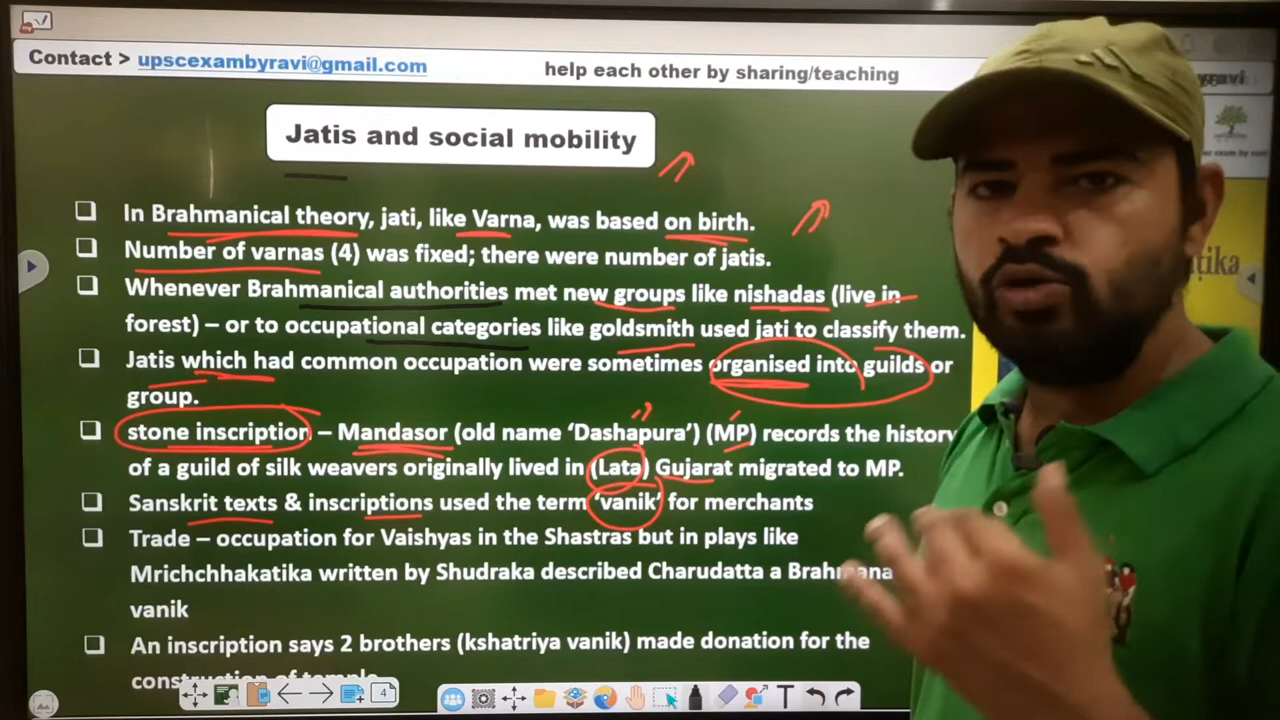 Contact > upscexambyravi@gmail.com
help each other by sharing/teaching
Jatis and social mobility
In Brahmanical theory, jati, like Varna, was based on birth.
Number of varnas (4) was fixed; there were number of jatis.
Whenever Brahmanical authorities met new groups like nishadas (live in
forest) – or to occupational categories like goldsmith used jati to classify them.
Jatis which had common occupation were sometimes organised into guilds or
group.
stone inscription – Mandasor (old name 'Dashapura') (MP) records the history
of a guild of silk weavers originally lived in (Lata) Gujarat migrated to MP.
Sanskrit texts & inscriptions used the term 'vanik' for merchants
Trade – occupation for Vaishyas in the Shastras but in plays like
Mrichchhakatika written by Shudraka described Charudatta a Brahmana
vanik
An inscription says 2 brothers (kshatriya vanik) made donation for the
construction of temple
4
T